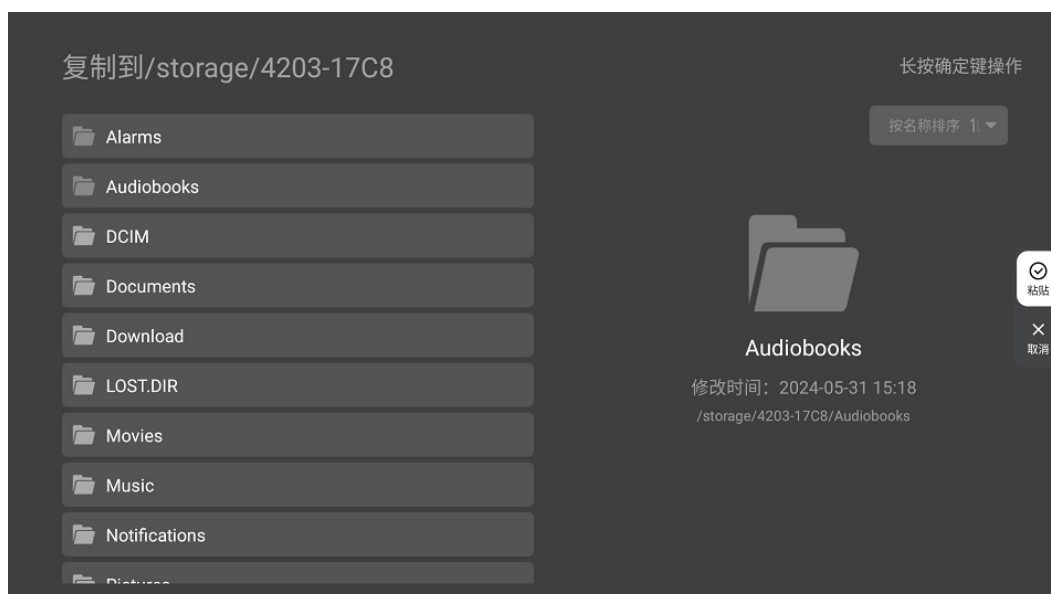 复制到/storage/4203-17C8
长按确定键操作
按名称排序
Alarms
Audiobooks
DCIM
Documents
Download
LOST.DIR
Movies
Music
Notifications
Pictures
Audiobooks
修改时间：2024-05-31 15:18
/storage/4203-17C8/Audiobooks
粘贴
取消